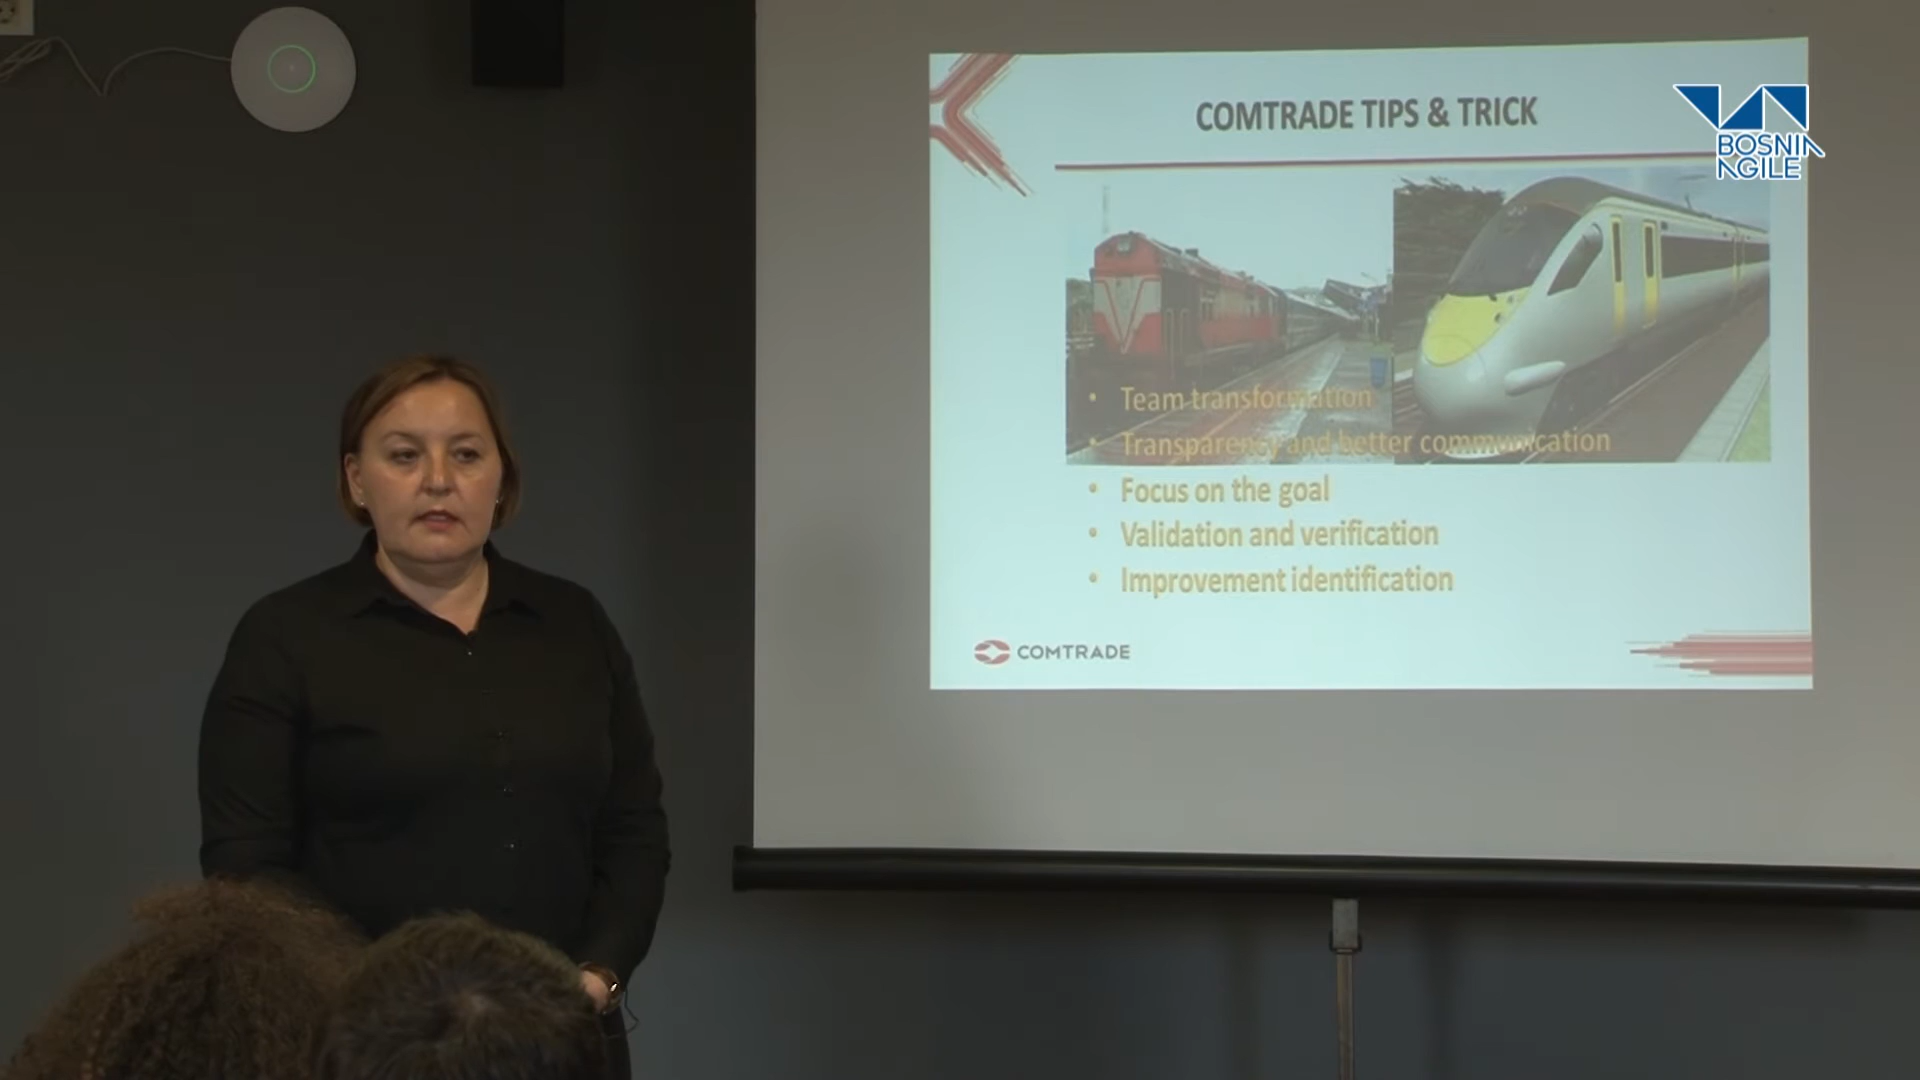 COMTRADE TIPS & TRICK
BOSNIA
AGILE
• Team transformation
• Transparency and better communication
• Focus on the goal
• Validation and verification
• Improvement identification
COMTRADE